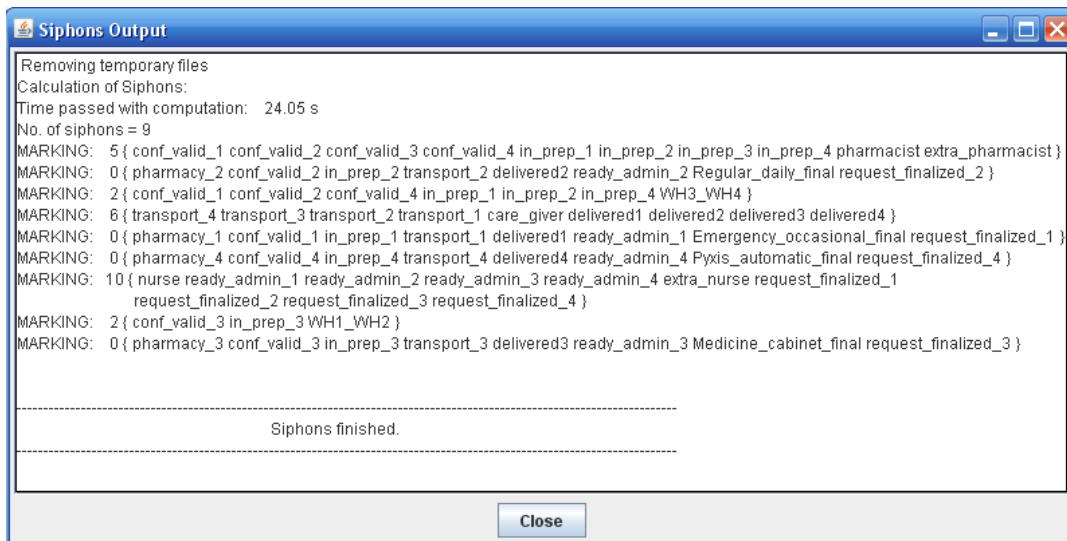 Siphons Output
Removing temporary files
Calculation of Siphons:
Time passed with computation: 24.05 s
No. of siphons = 9
MARKING: 5 { conf_valid_1 conf_valid_2 conf_valid_3 conf_valid_4 in_prep_1 in_prep_2 in_prep_3 in_prep_4 pharmacist extra_pharmacist }
MARKING: 0 { pharmacy_2 conf_valid_2 in_prep_2 transport_2 delivered2 ready_admin_2 Regular_daily_final request_finalized_2 }
MARKING: 2 { conf_valid_1 conf_valid_2 conf_valid_4 in_prep_1 in_prep_2 in_prep_4 WH3_WH4 }
MARKING: 6 { transport_4 transport_3 transport_2 transport_1 care_giver delivered1 delivered2 delivered3 delivered4 }
MARKING: 0 { pharmacy_1 conf_valid_1 in_prep_1 transport_1 delivered1 ready_admin_1 Emergency_occasional_final request_finalized_1 }
MARKING: 0 { pharmacy_4 conf_valid_4 in_prep_4 transport_4 delivered4 ready_admin_4 Pyxis_automatic_final request_finalized_4 }
MARKING: 10 { nurse ready_admin_1 ready_admin_2 ready_admin_3 ready_admin_4 extra_nurse request_finalized_1
request_finalized_2 request_finalized_3 request_finalized_4 }
MARKING: 2 { conf_valid_3 in_prep_3 WH1_WH2 }
MARKING: 0 { pharmacy_3 conf_valid_3 in_prep_3 transport_3 delivered3 ready_admin_3 Medicine_cabinet_final request_finalized_3 }
Siphons finished.
Close